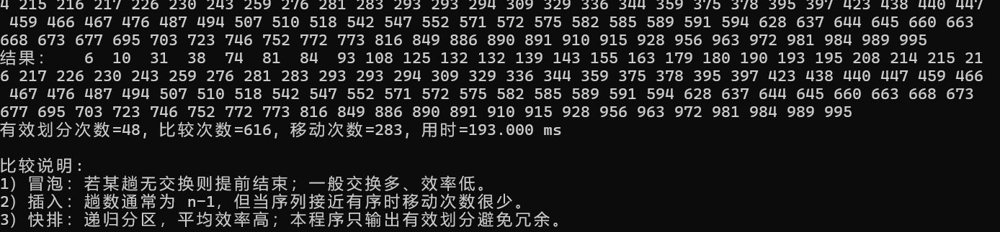 4 215 216 217 226 230 243 259 276 281 283 293 293 294 309 329 336 344 359 375 378 395 397 423 438 440 447
459 466 467 476 487 494 507 510 518 542 547 552 571 572 575 582 585 589 591 594 628 637 644 645 660 663
668 673 677 695 703 723 746 752 772 773 816 849 886 890 891 910 915 928 956 963 972 981 984 989 995
结果:    6  10  31  38  74  81  84  93 108 125 132 132 139 143 155 163 179 180 190 193 195 208 214 215 21
6 217 226 230 243 259 276 281 283 293 293 294 309 329 336 344 359 375 378 395 397 423 438 440 447 459 466
467 476 487 494 507 510 518 542 547 552 571 572 575 582 585 589 591 594 628 637 644 645 660 663 668 673
677 695 703 723 746 752 772 773 816 849 886 890 891 910 915 928 956 963 972 981 984 989 995
有效划分次数=48, 比较次数=616, 移动次数=283, 用时=193.000 ms
比较说明:
1) 冒泡: 若某趟无交换则提前结束; 一般交换多、效率低。
2) 插入: 趟数通常为 n-1, 但当序列接近有序时移动次数很少。
3) 快排: 递归分区, 平均效率高; 本程序只输出有效划分避免冗余。